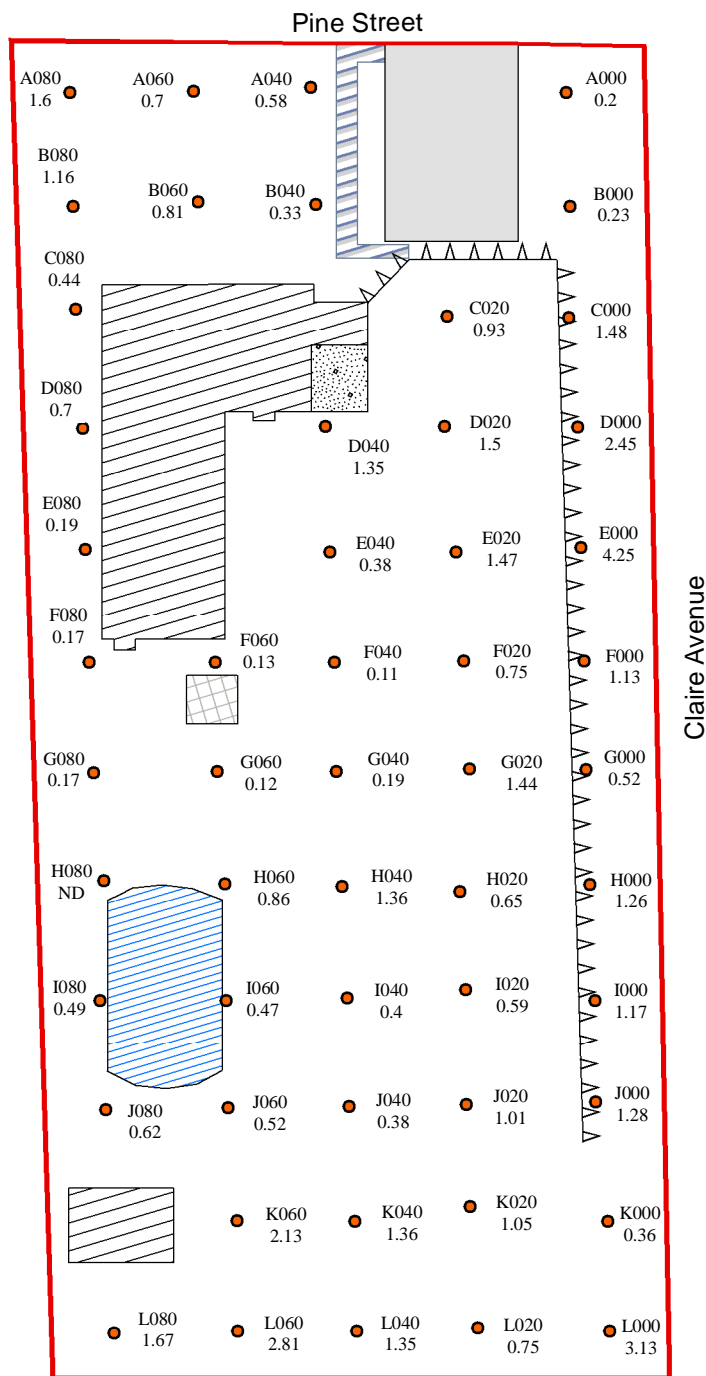 Pine Street
A080
1.6
A060
0.7
A040
0.58
A000
0.2
B080
1.16
B060
0.81
B040
0.33
B000
0.23
C080
0.44
C020
0.93
C000
1.48
D080
0.7
D040
1.35
D020
1.5
D000
2.45
E080
0.19
E040
0.38
E020
1.47
E000
4.25
F080
0.17
F060
0.13
F040
0.11
F020
0.75
F000
1.13
Claire Avenue
G080
0.17
G060
0.12
G040
0.19
G020
1.44
G000
0.52
H080
ND
H060
0.86
H040
1.36
H020
0.65
H000
1.26
I080
0.49
I060
0.47
I040
0.4
I020
0.59
I000
1.17
J080
0.62
J060
0.52
J040
0.38
J020
1.01
J000
1.28
K060
2.13
K040
1.36
K020
1.05
K000
0.36
L080
1.67
L060
2.81
L040
1.35
L020
0.75
L000
3.13